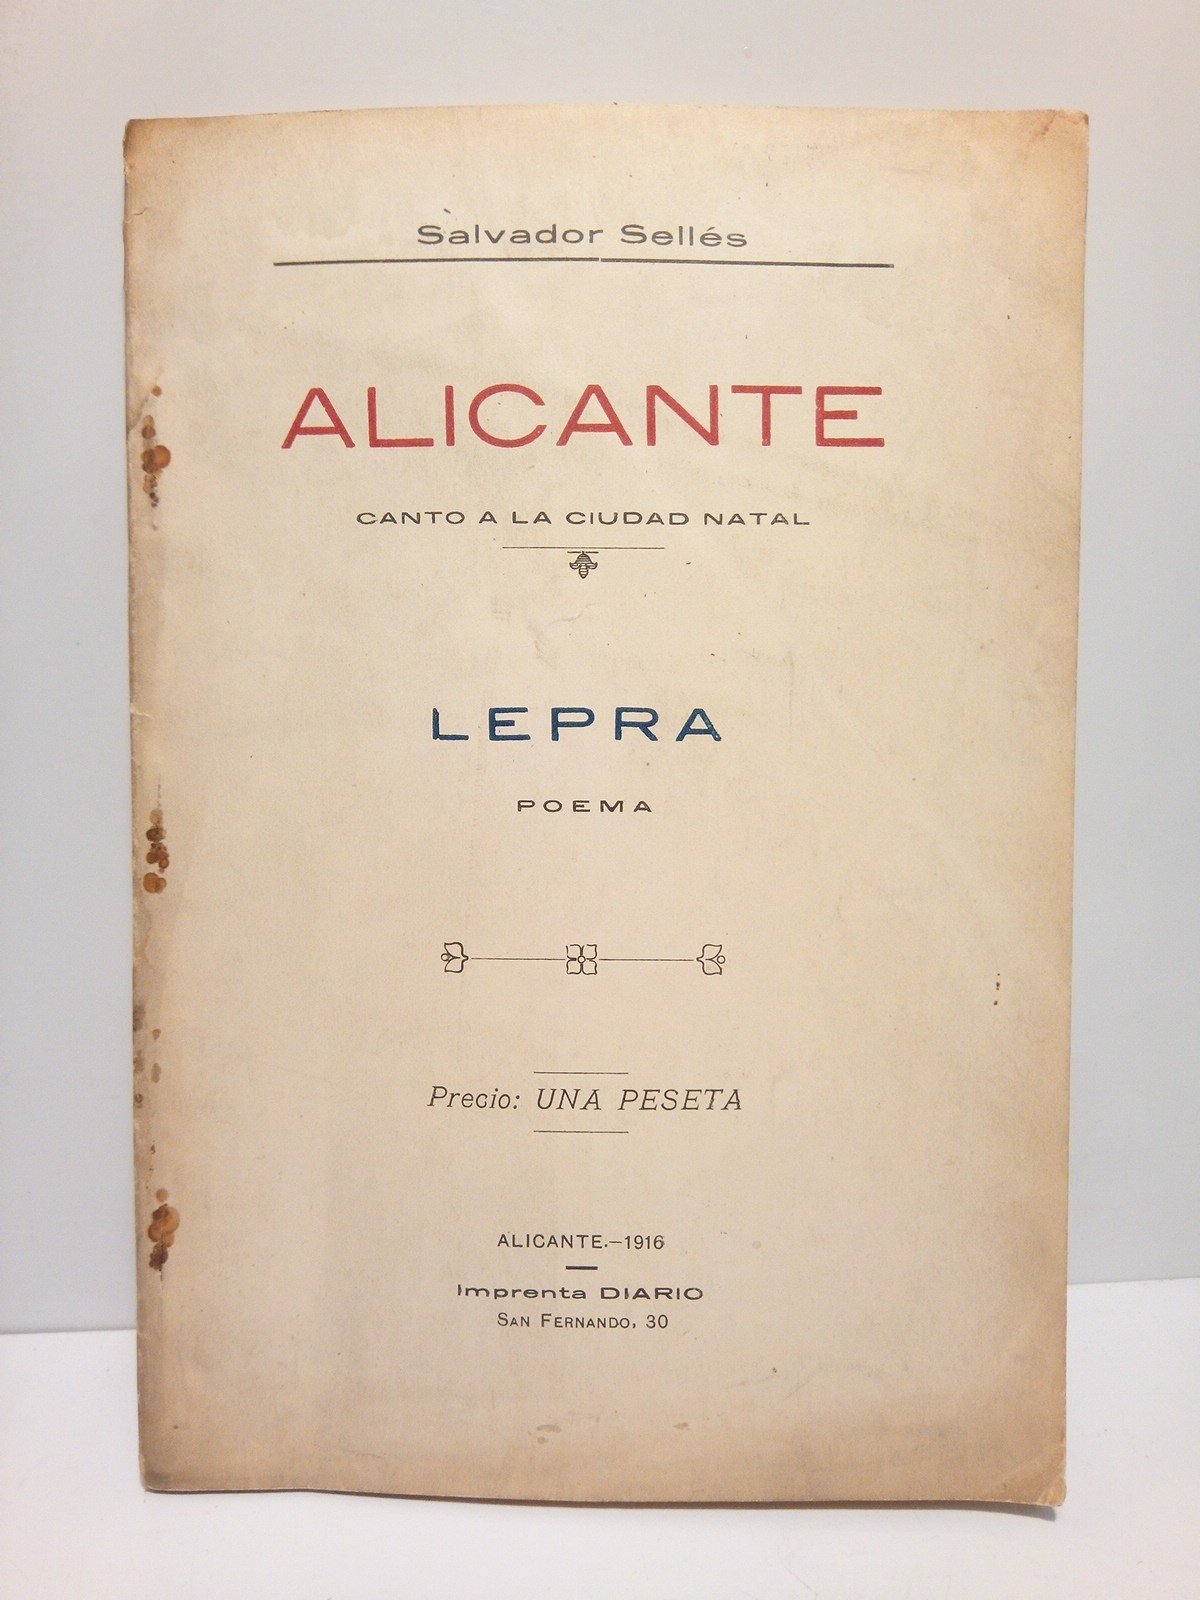 Salvador Sellés
ALICANTE
CANTO A LA CIUDAD NATAL
LEPRA
POEMA
Precio: UNA PESETA
ALICANTE.—1916
Imprenta DIARIO
SAN FERNANDO, 30